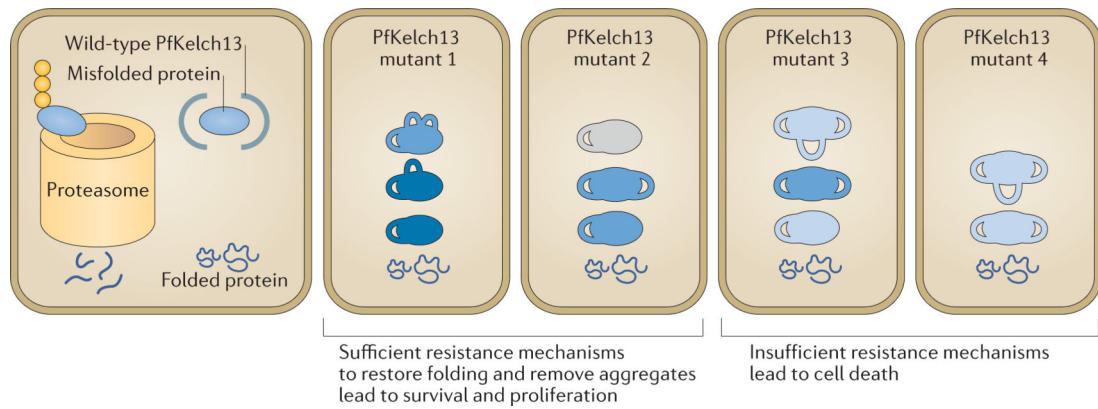 Wild-type PfKelch13
Misfolded protein
Proteasome
Folded protein
PfKelch13
mutant 1
PfKelch13
mutant 2
PfKelch13
mutant 3
PfKelch13
mutant 4
Sufficient resistance mechanisms
to restore folding and remove aggregates
lead to survival and proliferation
Insufficient resistance mechanisms
lead to cell death